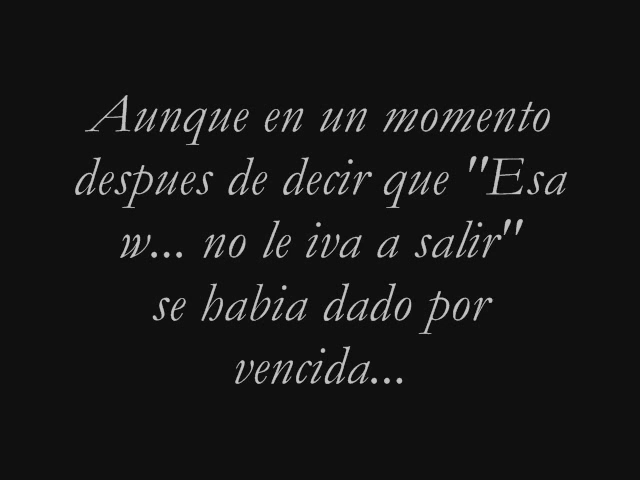 Aunque en un momento
despues de decir que "Esa
w... no le iva a salir"
se habia dado por
vencida...